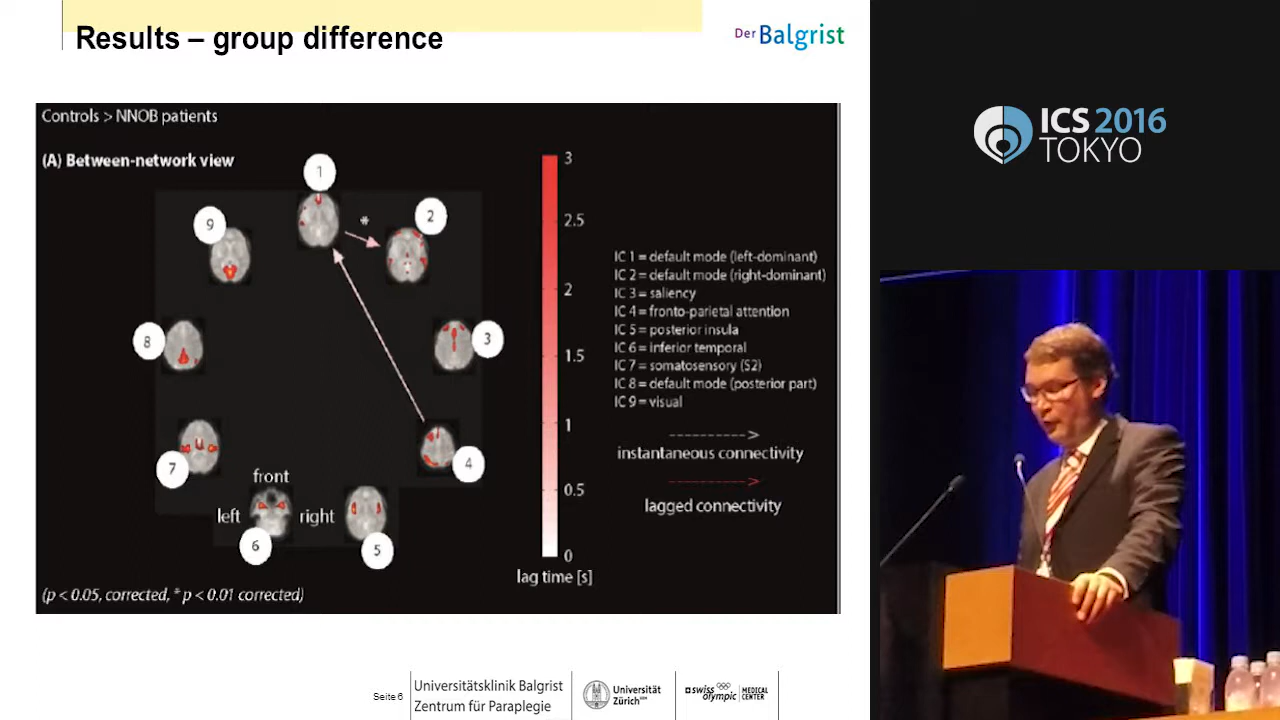 Results – group difference
Der Balgrist
Controls > NNOB patients
(A) Between-network view
1
*
2
9
3
8
4
7
front
left
right
6
5
3
2.5
2
1.5
1
0.5
0
lag time [s]
IC 1 = default mode (left-dominant)
IC 2 = default mode (right-dominant)
IC 3 = saliency
IC 4 = fronto-parietal attention
IC 5 = posterior insula
IC 6 = inferior temporal
IC 7 = somatosensory (S2)
IC 8 = default mode (posterior part)
IC 9 = visual
instantaneous connectivity
lagged connectivity
(p < 0.05, corrected, * p < 0.01 corrected)
Seite 6
Universitätsklinik Balgrist
Zentrum für Paraplegie
Universität
Zürich UZH
swiss olympic
MEDICAL
CENTER
ICS 2016
TOKYO